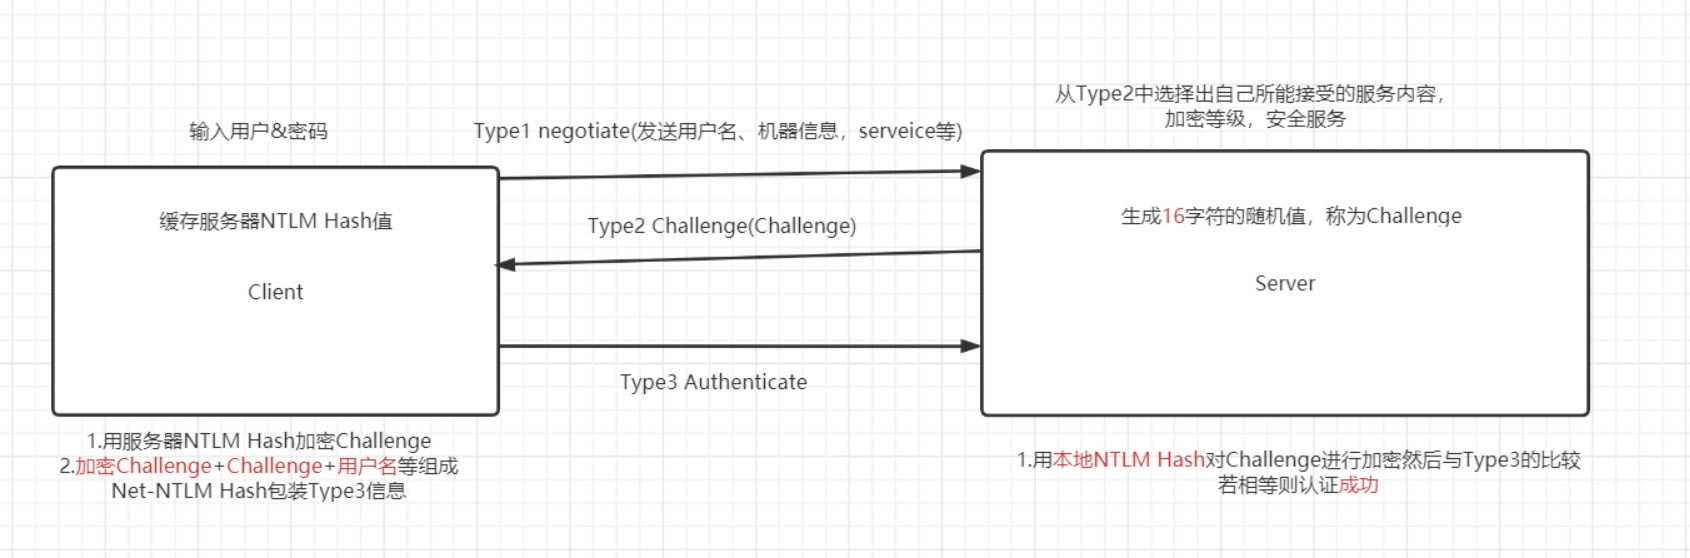 输入用户&密码
Type1 negotiate(发送用户名、机器信息，serveice等)
从Type2中选择出自己所能接受的服务内容，
加密等级，安全服务
缓存服务器NTLM Hash值
Client
Type2 Challenge(Challenge)
生成16字符的随机值，称为Challenge
Server
Type3 Authenticate
1.用服务器NTLM Hash加密Challenge
2.加密Challenge+Challenge+用户名等组成
Net-NTLM Hash包装Type3信息
1.用本地NTLM Hash对Challenge进行加密然后与Type3的比较
若相等则认证成功